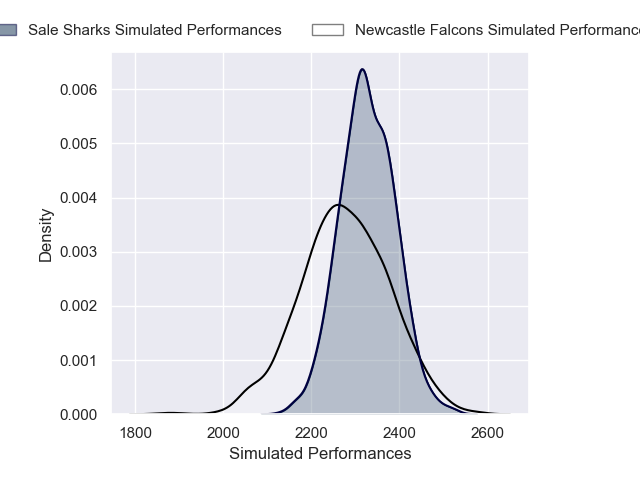 Sale Sharks Simulated Performances
Newcastle Falcons Simulated Performanc
0.006
0.005
0.004
0.003
0.002
0.001
0.000
Density
1800 2000 2200 2400 2600
Simulated Performances